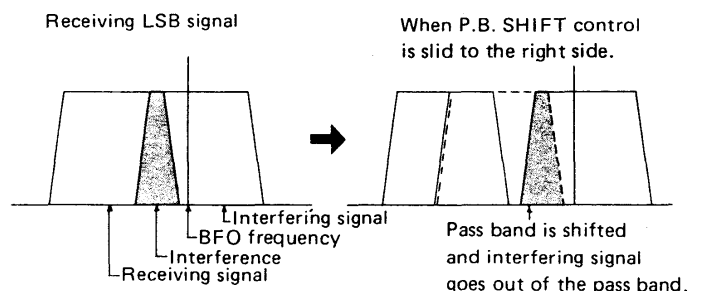 Receiving LSB signal
When P.B. SHIFT control
is slid to the right side.
Interfering signal
BFO frequency
Interference
Receiving signal
Pass band is shifted
and interfering signal
goes out of the pass band.